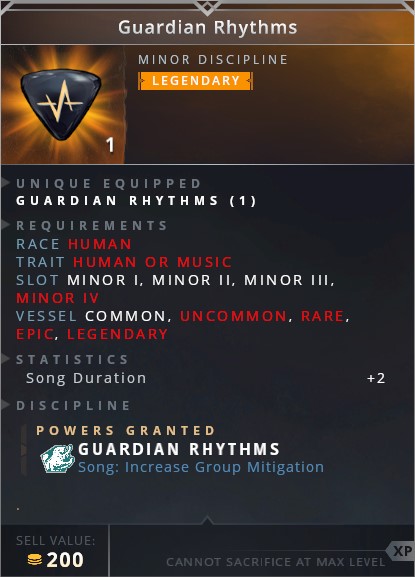 Guardian Rhythms
MINOR DISCIPLINE
LEGENDARY
1
UNIQUE EQUIPPED
GUARDIAN RHYTHMS (1)
REQUIREMENTS
RACE HUMAN
TRAIT HUMAN OR MUSIC
SLOT MINOR I, MINOR II, MINOR III,
MINOR IV
VESSEL COMMON, UNCOMMON, RARE,
EPIC, LEGENDARY
STATISTICS
Song Duration +2
DISCIPLINE
POWERS GRANTED
GUARDIAN RHYTHMS
Song: Increase Group Mitigation
.
SELL VALUE:
200
XP
CANNOT SACRIFICE AT MAX LEVEL